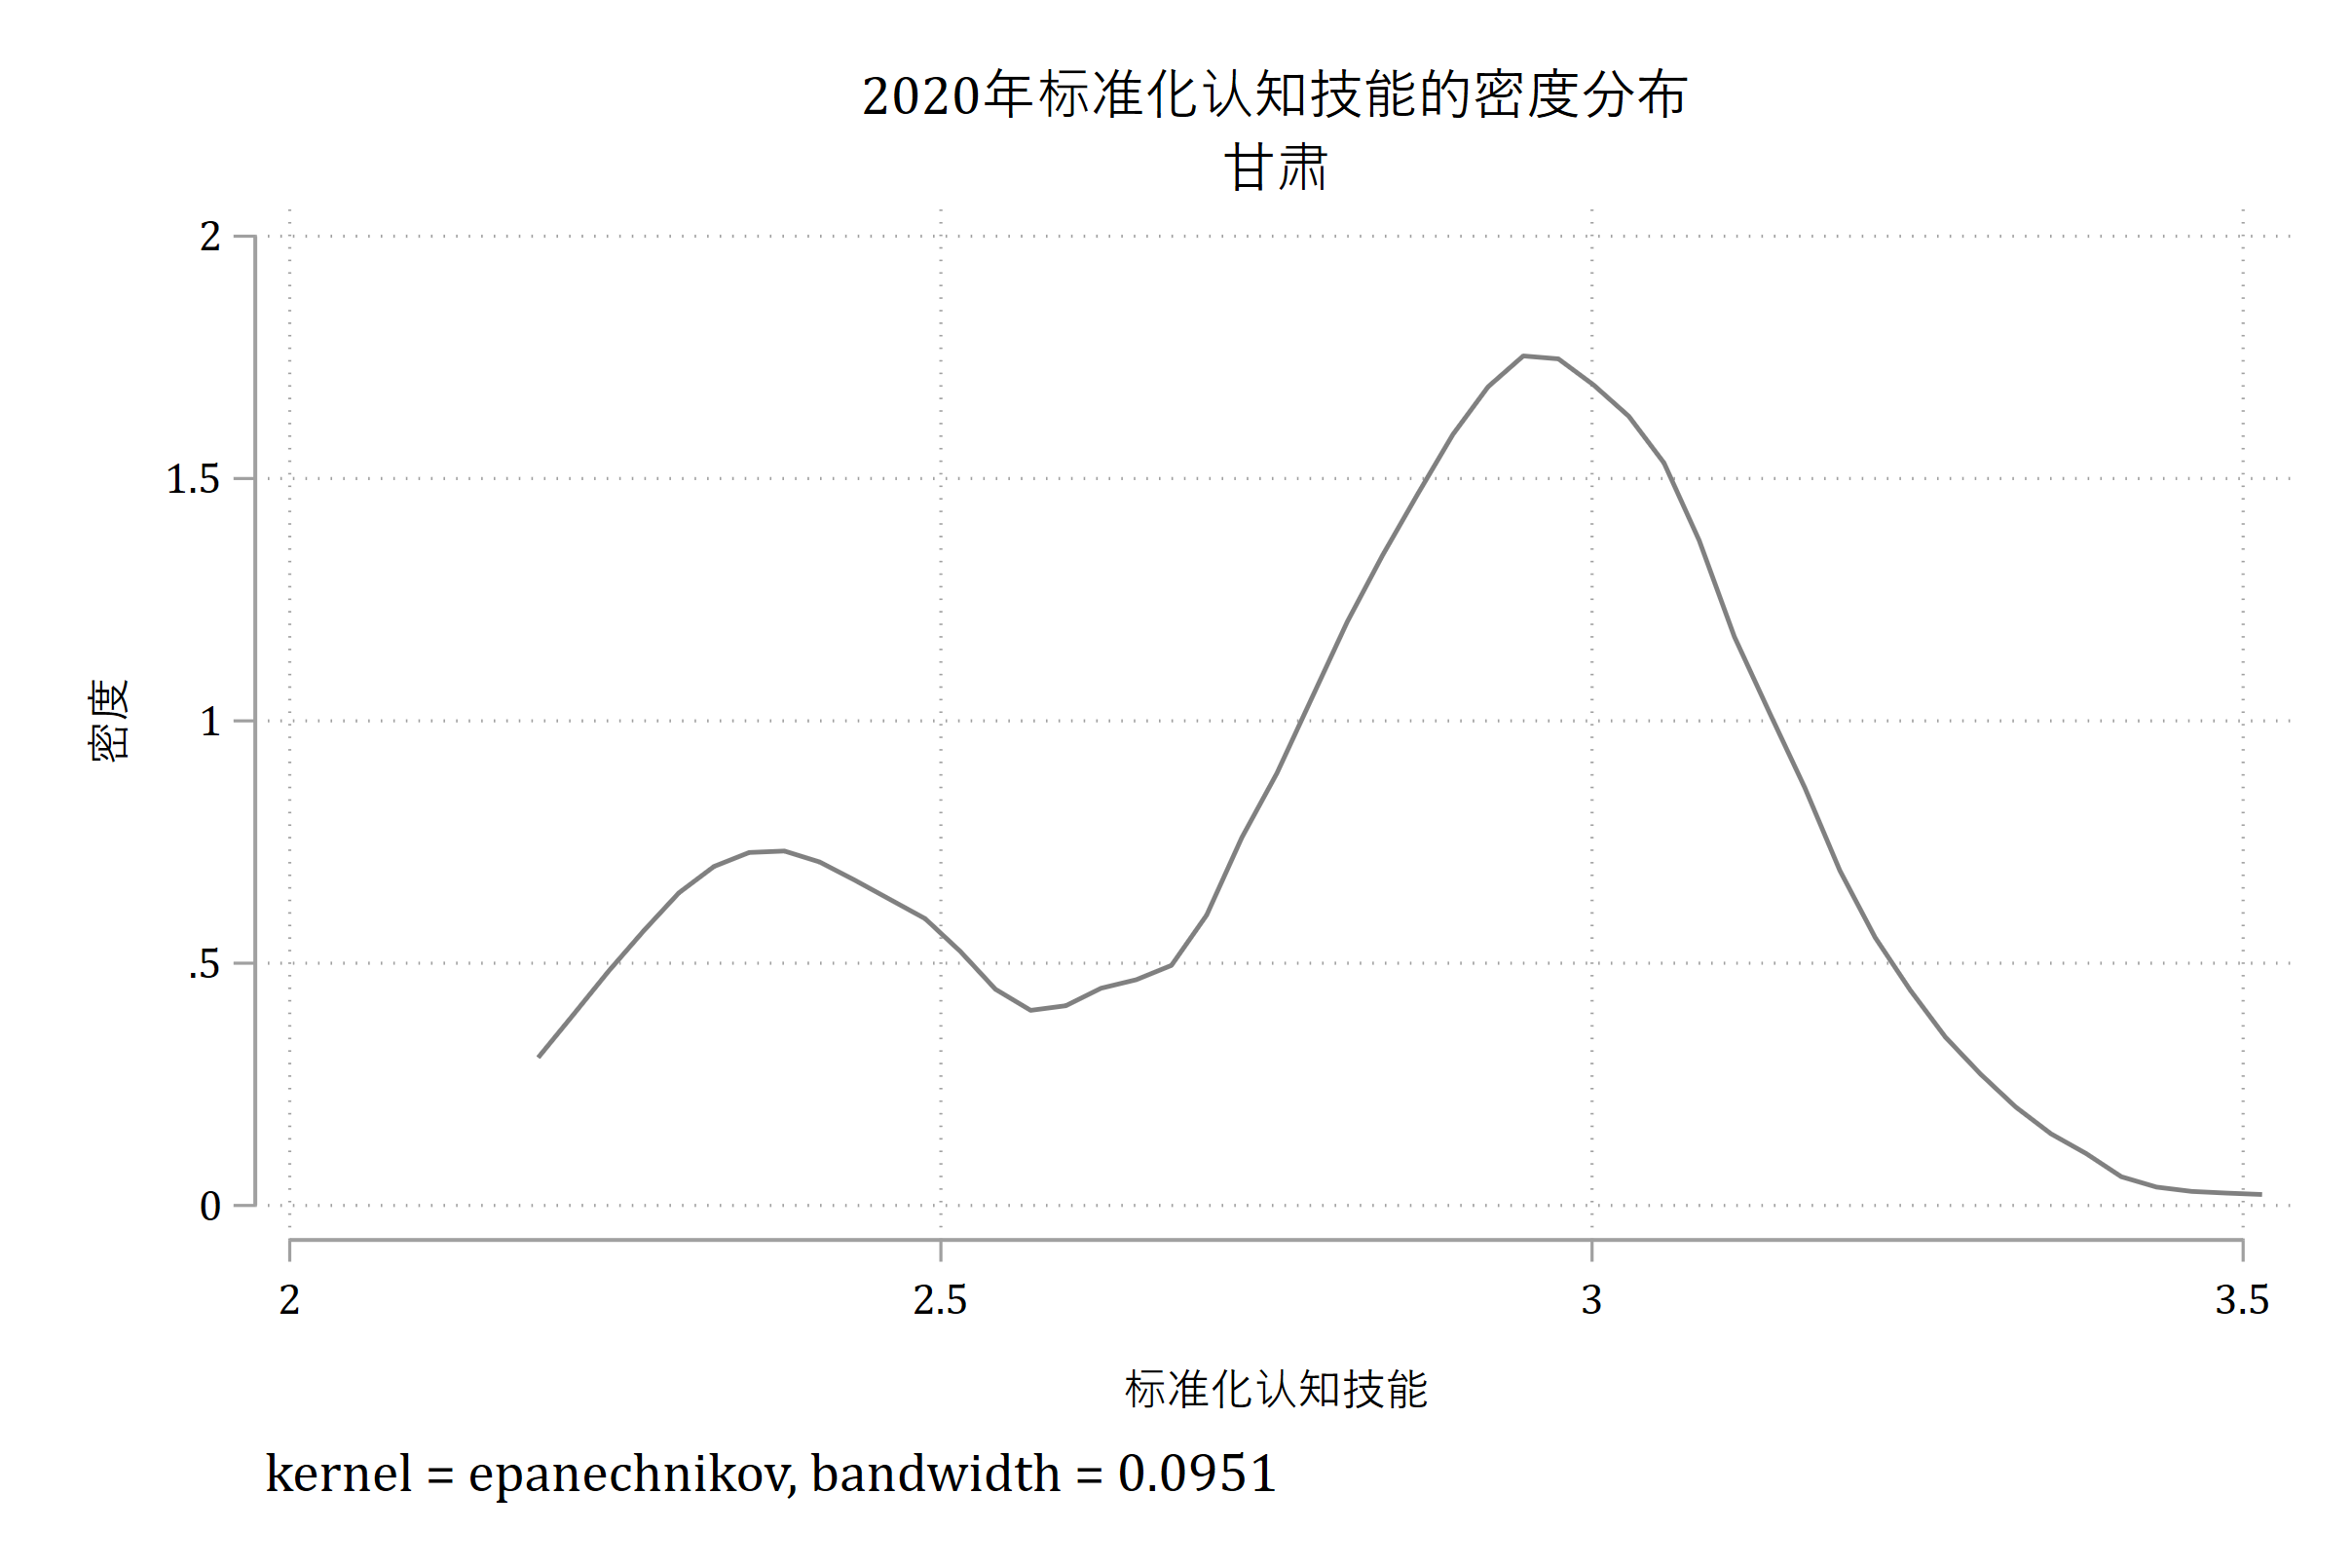 2020年标准化认知技能的密度分布
甘肃
2
1.5
1
.5
0
密度
2
2.5
3
3.5
标准化认知技能
kernel = epanechnikov, bandwidth = 0.0951